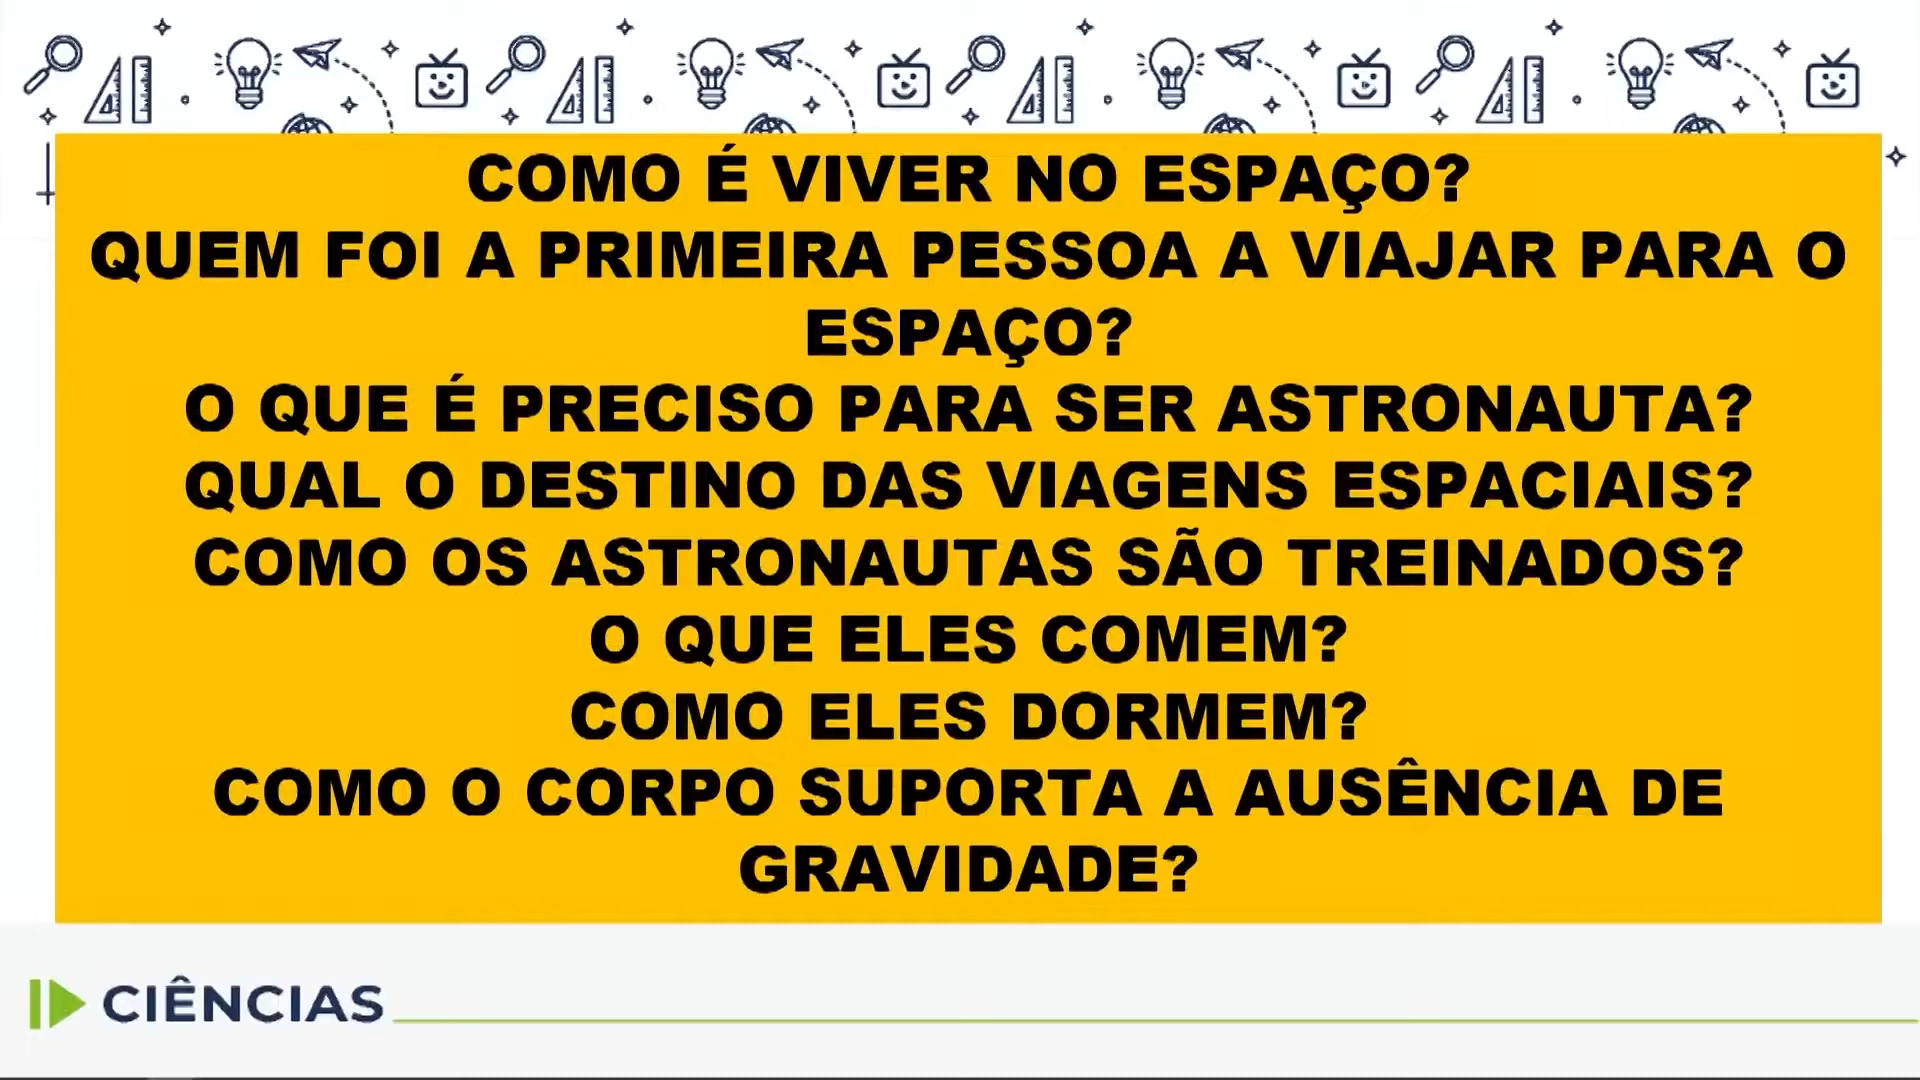 COMO É VIVER NO ESPAÇO?
QUEM FOI A PRIMEIRA PESSOA A VIAJAR PARA O
ESPAÇO?
O QUE É PRECISO PARA SER ASTRONAUTA?
QUAL O DESTINO DAS VIAGENS ESPACIAIS?
COMO OS ASTRONAUTAS SÃO TREINADOS?
O QUE ELES COMEM?
COMO ELES DORMEM?
COMO O CORPO SUPORTA A AUSÊNCIA DE
GRAVIDADE?
CIÊNCIAS